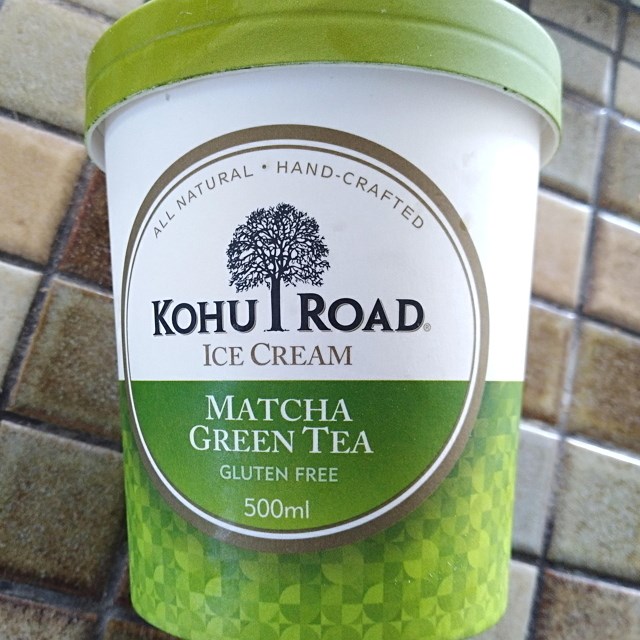 ALL NATURAL • HAND-CRAFTED
KOHU ROAD®
ICE CREAM
MATCHA
GREEN TEA
GLUTEN FREE
500ml